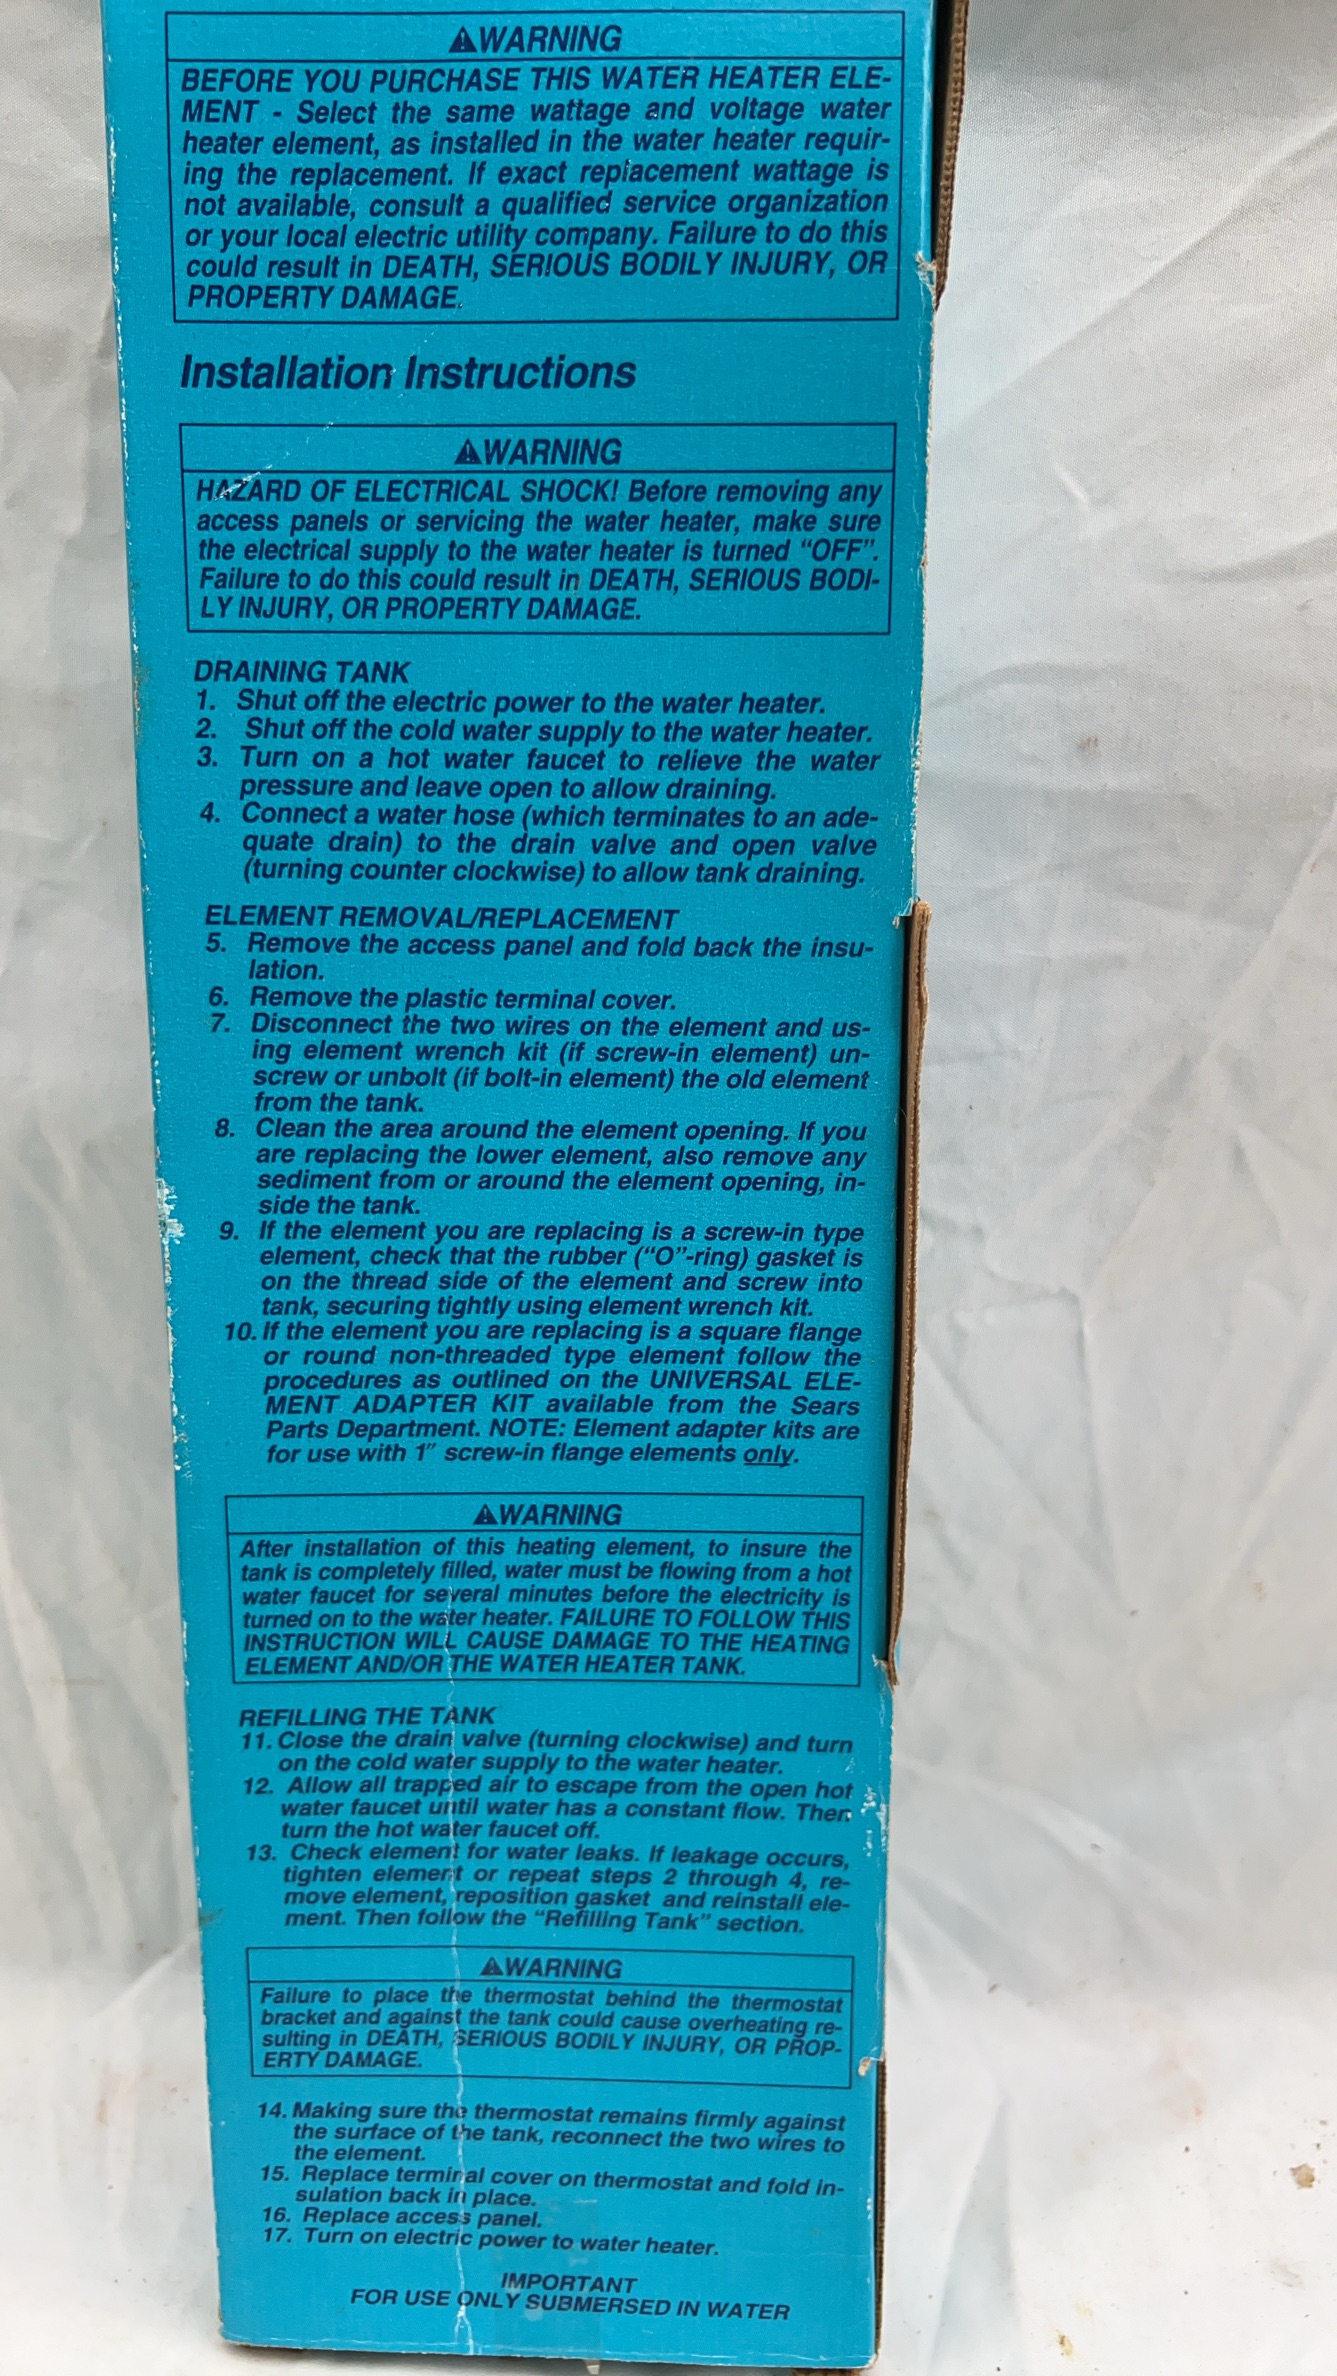 ⚠WARNING
BEFORE YOU PURCHASE THIS WATER HEATER ELE-
MENT - Select the same wattage and voltage water
heater element, as installed in the water heater requir-
ing the replacement. If exact replacement wattage is
not available, consult a qualified service organization
or your local electric utility company. Failure to do this
could result in DEATH, SERIOUS BODILY INJURY, OR
PROPERTY DAMAGE.
Installation Instructions
⚠WARNING
HAZARD OF ELECTRICAL SHOCK! Before removing any
access panels or servicing the water heater, make sure
the electrical supply to the water heater is turned “OFF”.
Failure to do this could result in DEATH, SERIOUS BODI-
LY INJURY, OR PROPERTY DAMAGE.
DRAINING TANK
1. Shut off the electric power to the water heater.
2. Shut off the cold water supply to the water heater.
3. Turn on a hot water faucet to relieve the water
pressure and leave open to allow draining.
4. Connect a water hose (which terminates to an ade-
quate drain) to the drain valve and open valve
(turning counter clockwise) to allow tank draining.
ELEMENT REMOVAL/REPLACEMENT
5. Remove the access panel and fold back the insu-
lation.
6. Remove the plastic terminal cover.
7. Disconnect the two wires on the element and us-
ing element wrench kit (if screw-in element) un-
screw or unbolt (if bolt-in element) the old element
from the tank.
8. Clean the area around the element opening. If you
are replacing the lower element, also remove any
sediment from or around the element opening, in-
side the tank.
9. If the element you are replacing is a screw-in type
element, check that the rubber (“O”-ring) gasket is
on the thread side of the element and screw into
tank, securing tightly using element wrench kit.
10. If the element you are replacing is a square flange
or round non-threaded type element follow the
procedures as outlined on the UNIVERSAL ELE-
MENT ADAPTER KIT available from the Sears
Parts Department. NOTE: Element adapter kits are
for use with 1″ screw-in flange elements only.
⚠WARNING
After installation of this heating element, to insure the
tank is completely filled, water must be flowing from a hot
water faucet for several minutes before the electricity is
turned on to the water heater. FAILURE TO FOLLOW THIS
INSTRUCTION WILL CAUSE DAMAGE TO THE HEATING
ELEMENT AND/OR THE WATER HEATER TANK.
REFILLING THE TANK
11. Close the drain valve (turning clockwise) and turn
on the cold water supply to the water heater.
12. Allow all trapped air to escape from the open hot
water faucet until water has a constant flow. Then
turn the hot water faucet off.
13. Check element for water leaks. If leakage occurs,
tighten element or repeat steps 2 through 4, re-
move element, reposition gasket and reinstall ele-
ment. Then follow the “Refilling Tank” section.
⚠WARNING
Failure to place the thermostat behind the thermostat
bracket and against the tank could cause overheating re-
sulting in DEATH, SERIOUS BODILY INJURY, OR PROP-
ERTY DAMAGE.
14. Making sure the thermostat remains firmly against
the surface of the tank, reconnect the two wires to
the element.
15. Replace terminal cover on thermostat and fold in-
sulation back in place.
16. Replace access panel.
17. Turn on electric power to water heater.
IMPORTANT
FOR USE ONLY SUBMERSED IN WATER